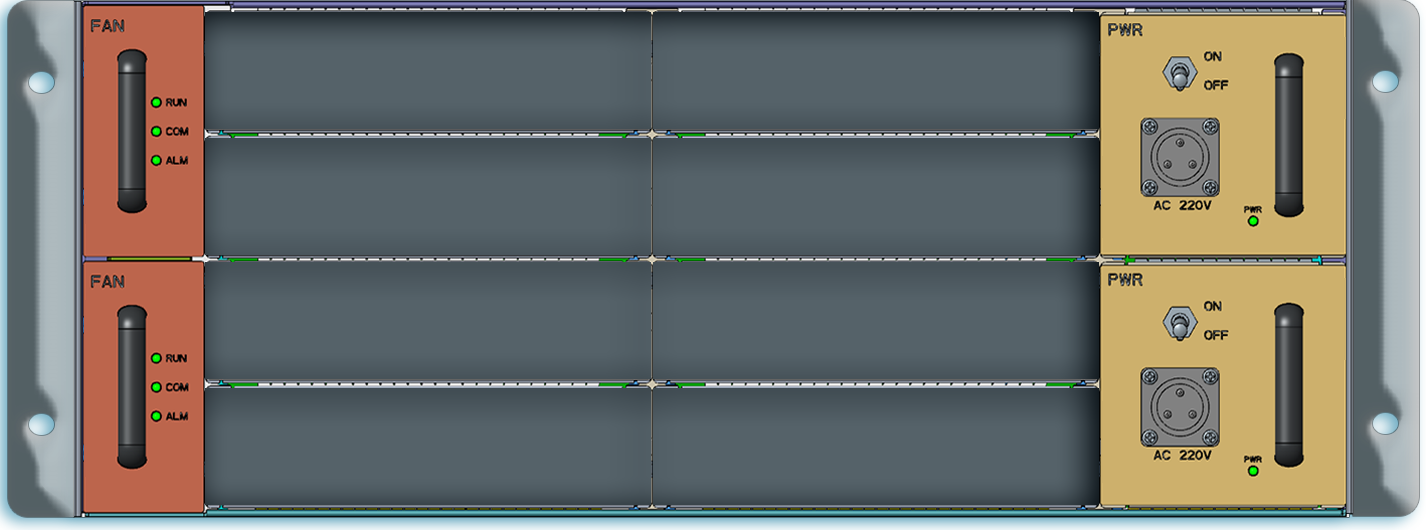 FAN
RUN
COM
ALM
PWR
ON
OFF
AC 220V
PWR
FAN
RUN
COM
ALM
PWR
ON
OFF
AC 220V
PWR